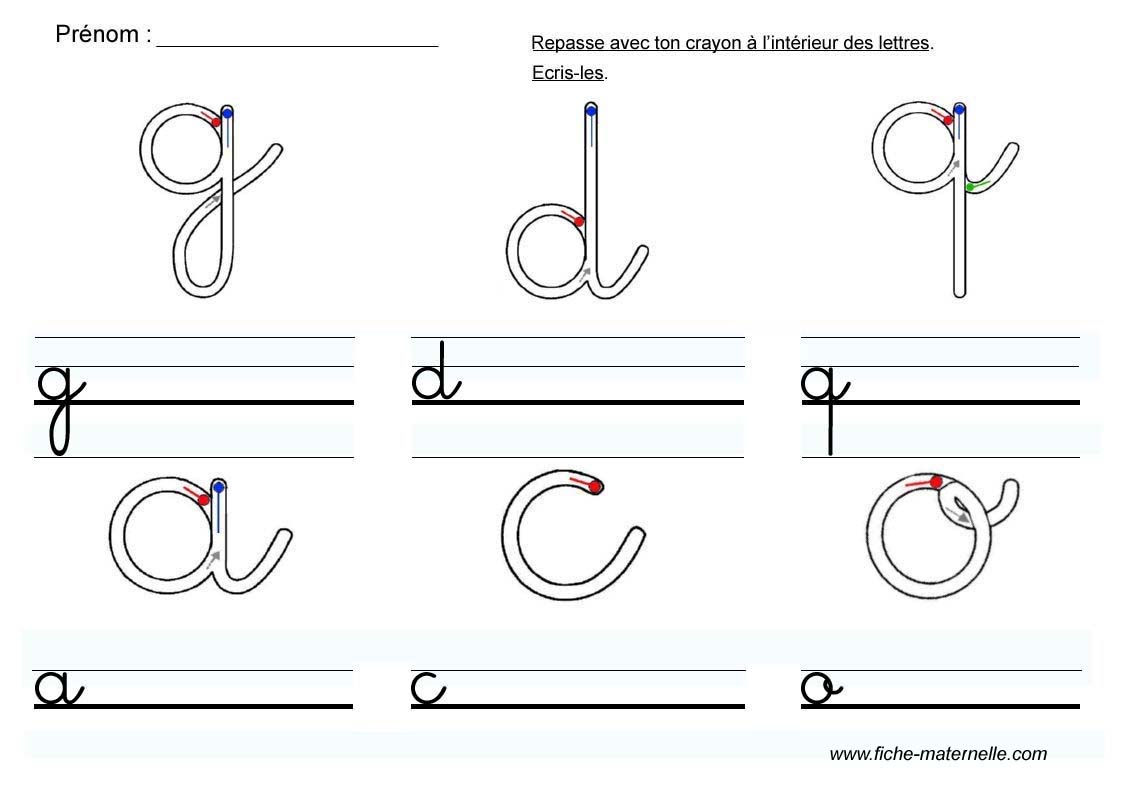 Prénom :
Repasse avec ton crayon à l’intérieur des lettres.
Ecris-les.
g d q
g d q
a c o
a c o
www.fiche-maternelle.com